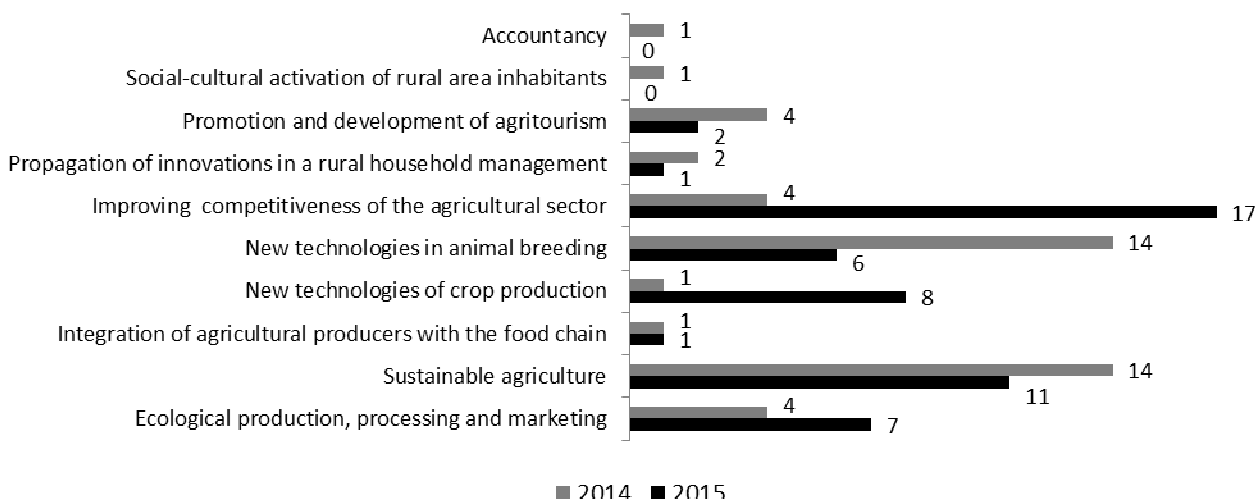 Accountancy
1
0
Social-cultural activation of rural area inhabitants
1
0
Promotion and development of agritourism
4
2
Propagation of innovations in a rural household management
2
1
Improving  competitiveness of the agricultural sector
4
17
New technologies in animal breeding
14
6
New technologies of crop production
1
8
Integration of agricultural producers with the food chain
1
1
Sustainable agriculture
14
11
Ecological production, processing and marketing
4
7
2014 2015